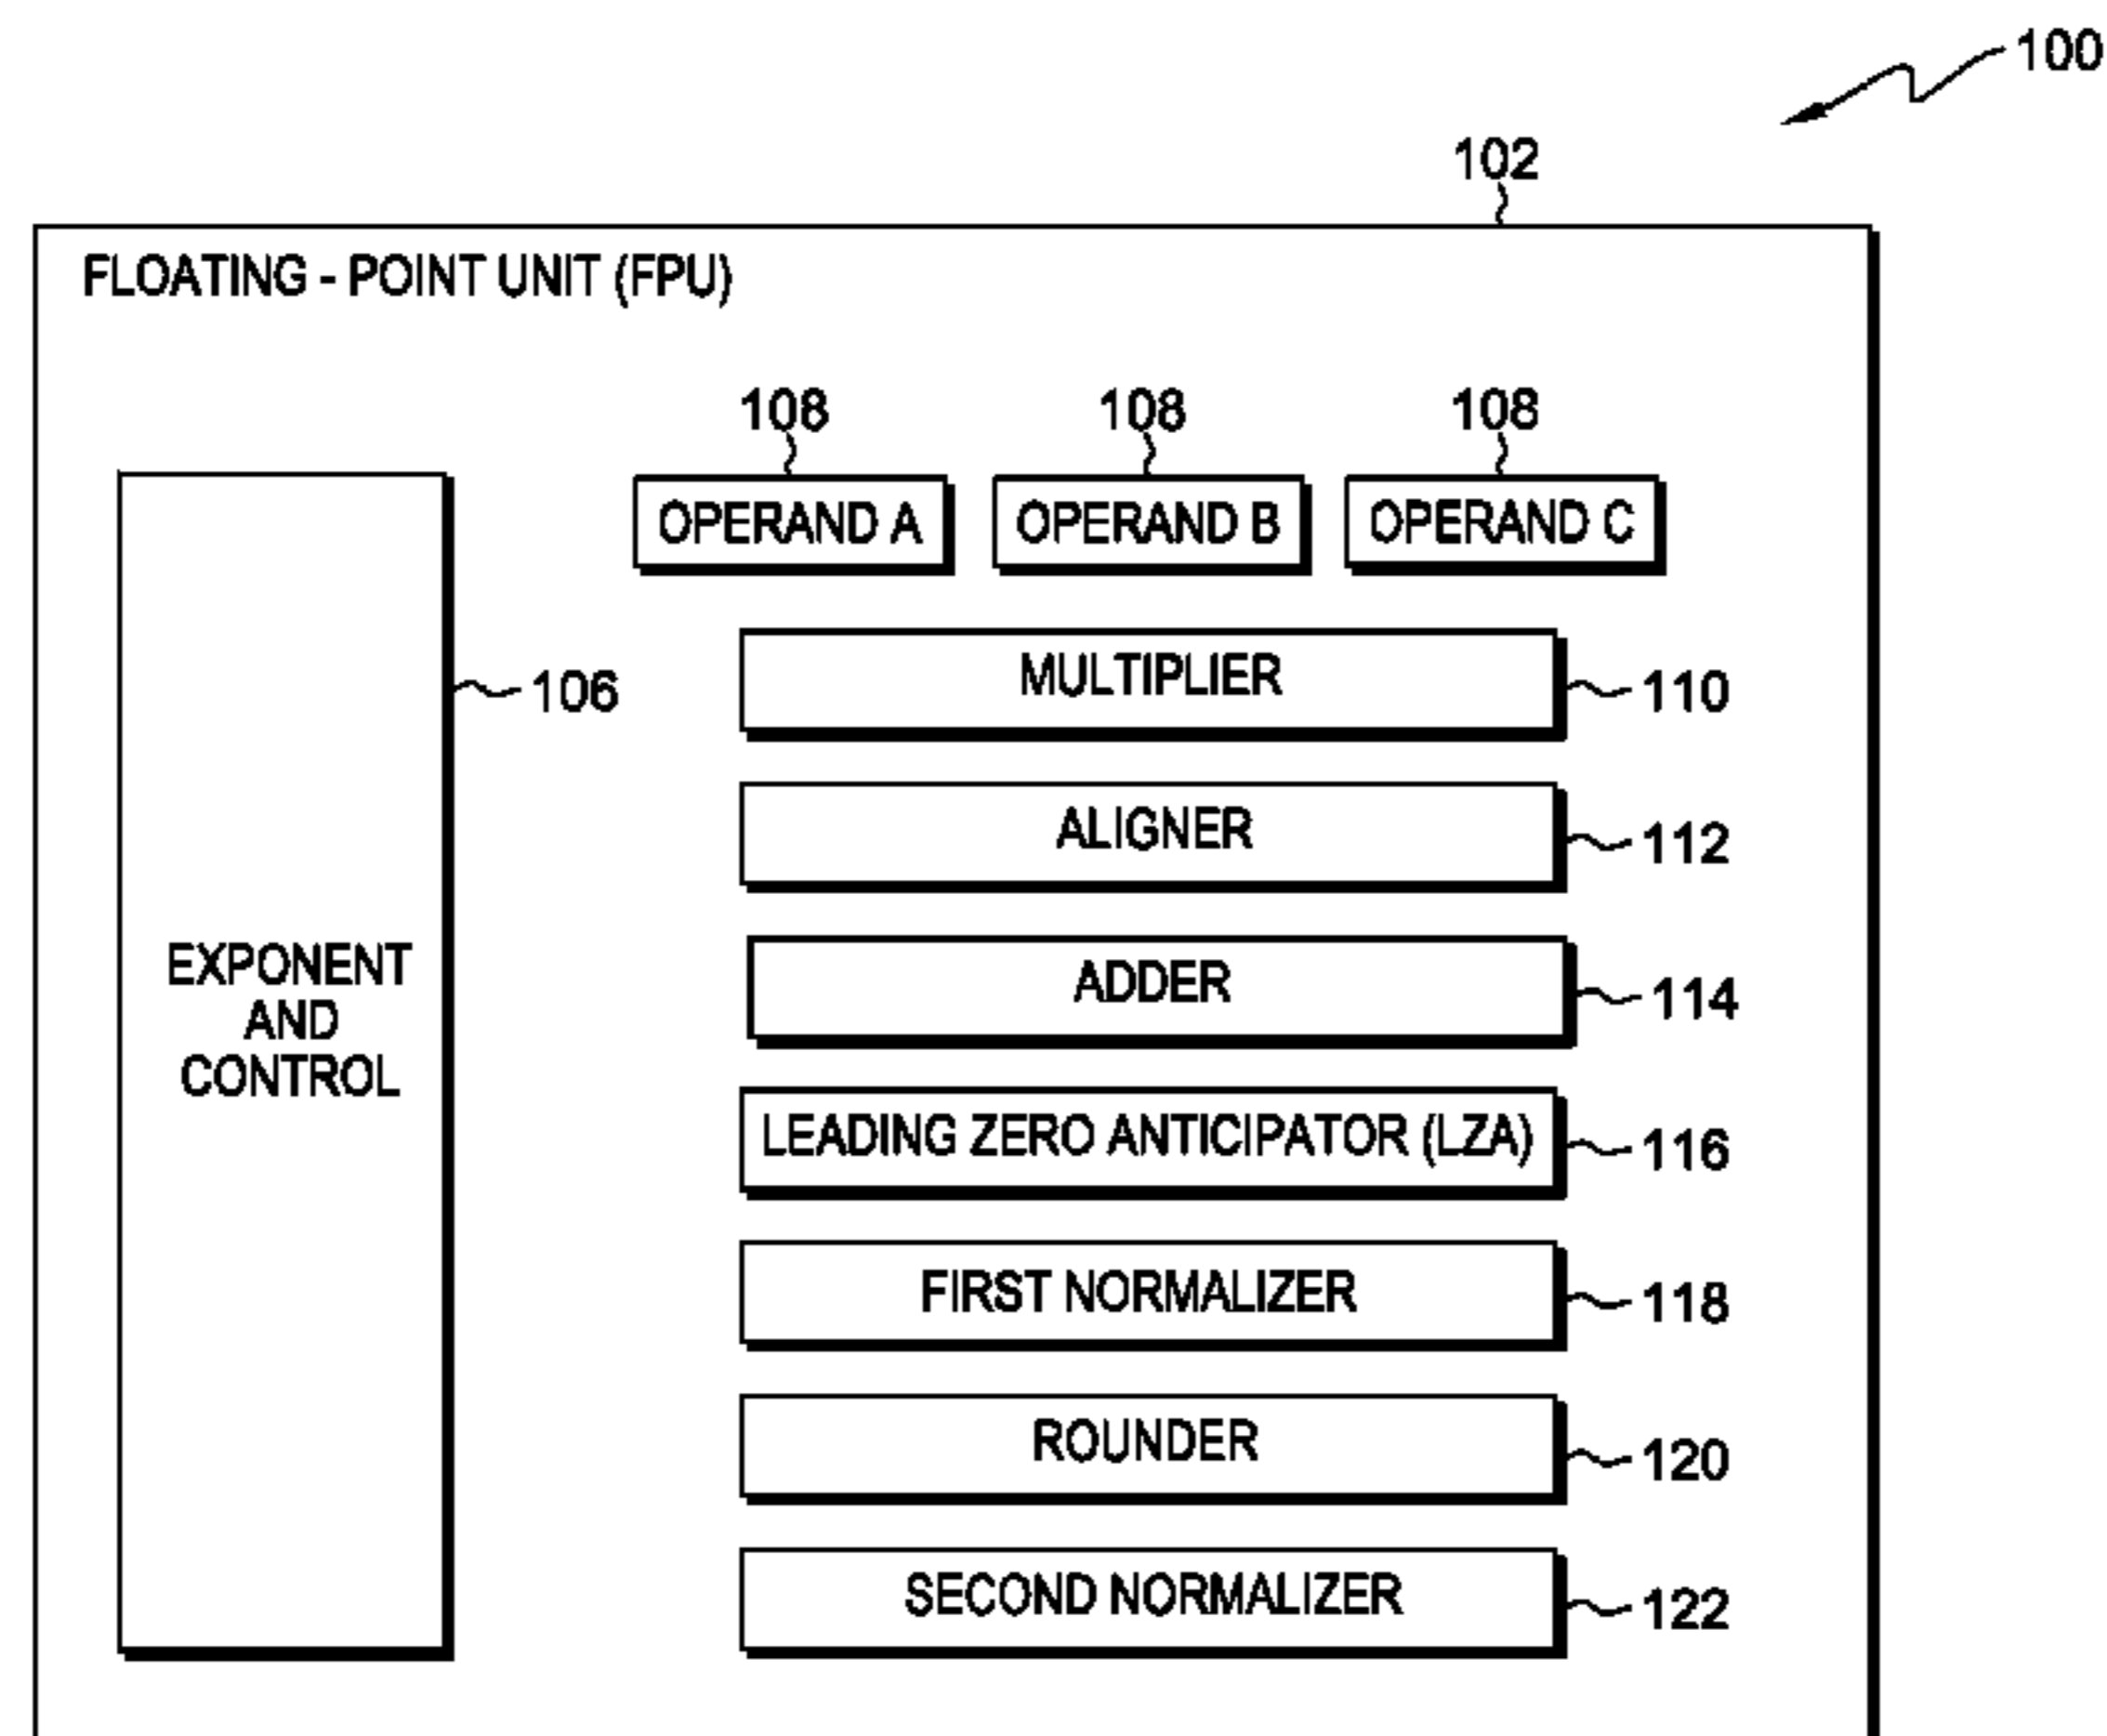 100
102
FLOATING - POINT UNIT (FPU)
108
108
108
OPERAND A
OPERAND B
OPERAND C
MULTIPLIER
110
106
ALIGNER
112
EXPONENT
AND
CONTROL
ADDER
114
LEADING ZERO ANTICIPATOR (LZA)
116
FIRST NORMALIZER
118
ROUNDER
120
SECOND NORMALIZER
122